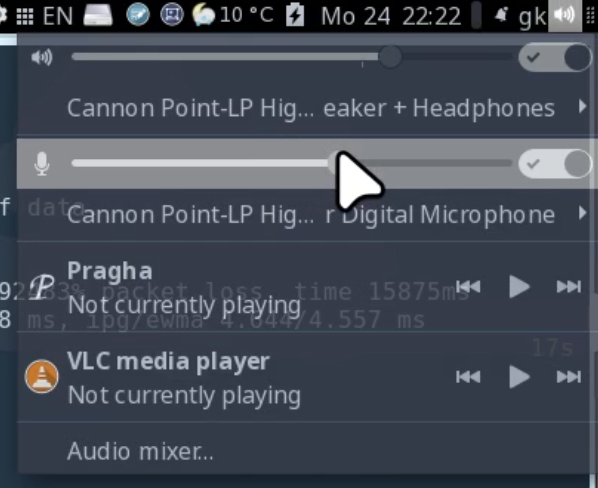 EN 10 °C Mo 24 22:22 gk
Cannon Point-LP Hig... eaker + Headphones
f data
Cannon Point-LP Hig... r Digital Microphone
Pragha
% packet loss, time 15875ms
Not currently playing
8 ms, ipg/ewma 4.044/4.557 ms
17s
VLC media player
Not currently playing
Audio mixer...